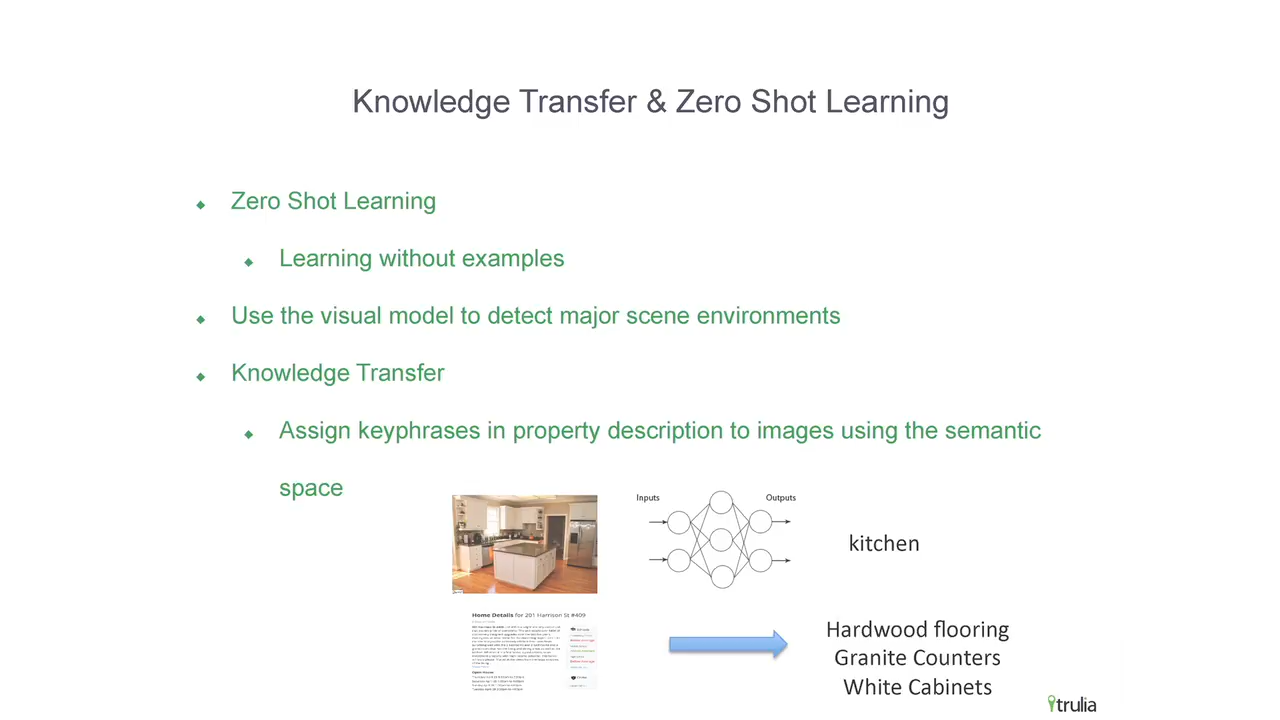 Knowledge Transfer & Zero Shot Learning
Zero Shot Learning
Learning without examples
Use the visual model to detect major scene environments
Knowledge Transfer
Assign keyphrases in property description to images using the semantic
space
Inputs
Outputs
kitchen
Home Details for 201 Harrison St #409
Open House
Hardwood flooring
Granite Counters
White Cabinets
trulia